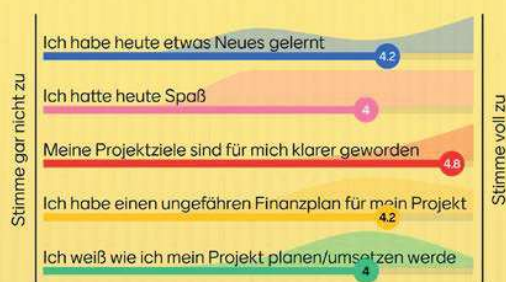 Ich habe heute etwas Neues gelernt
4.2
Ich hatte heute Spaß
4
Meine Projektziele sind für mich klarer geworden
4.8
Ich habe einen ungefähren Finanzplan für mein Projekt
4.2
Ich weiß wie ich mein Projekt planen/umsetzen werde
4
Stimme gar nicht zu
Stimme voll zu